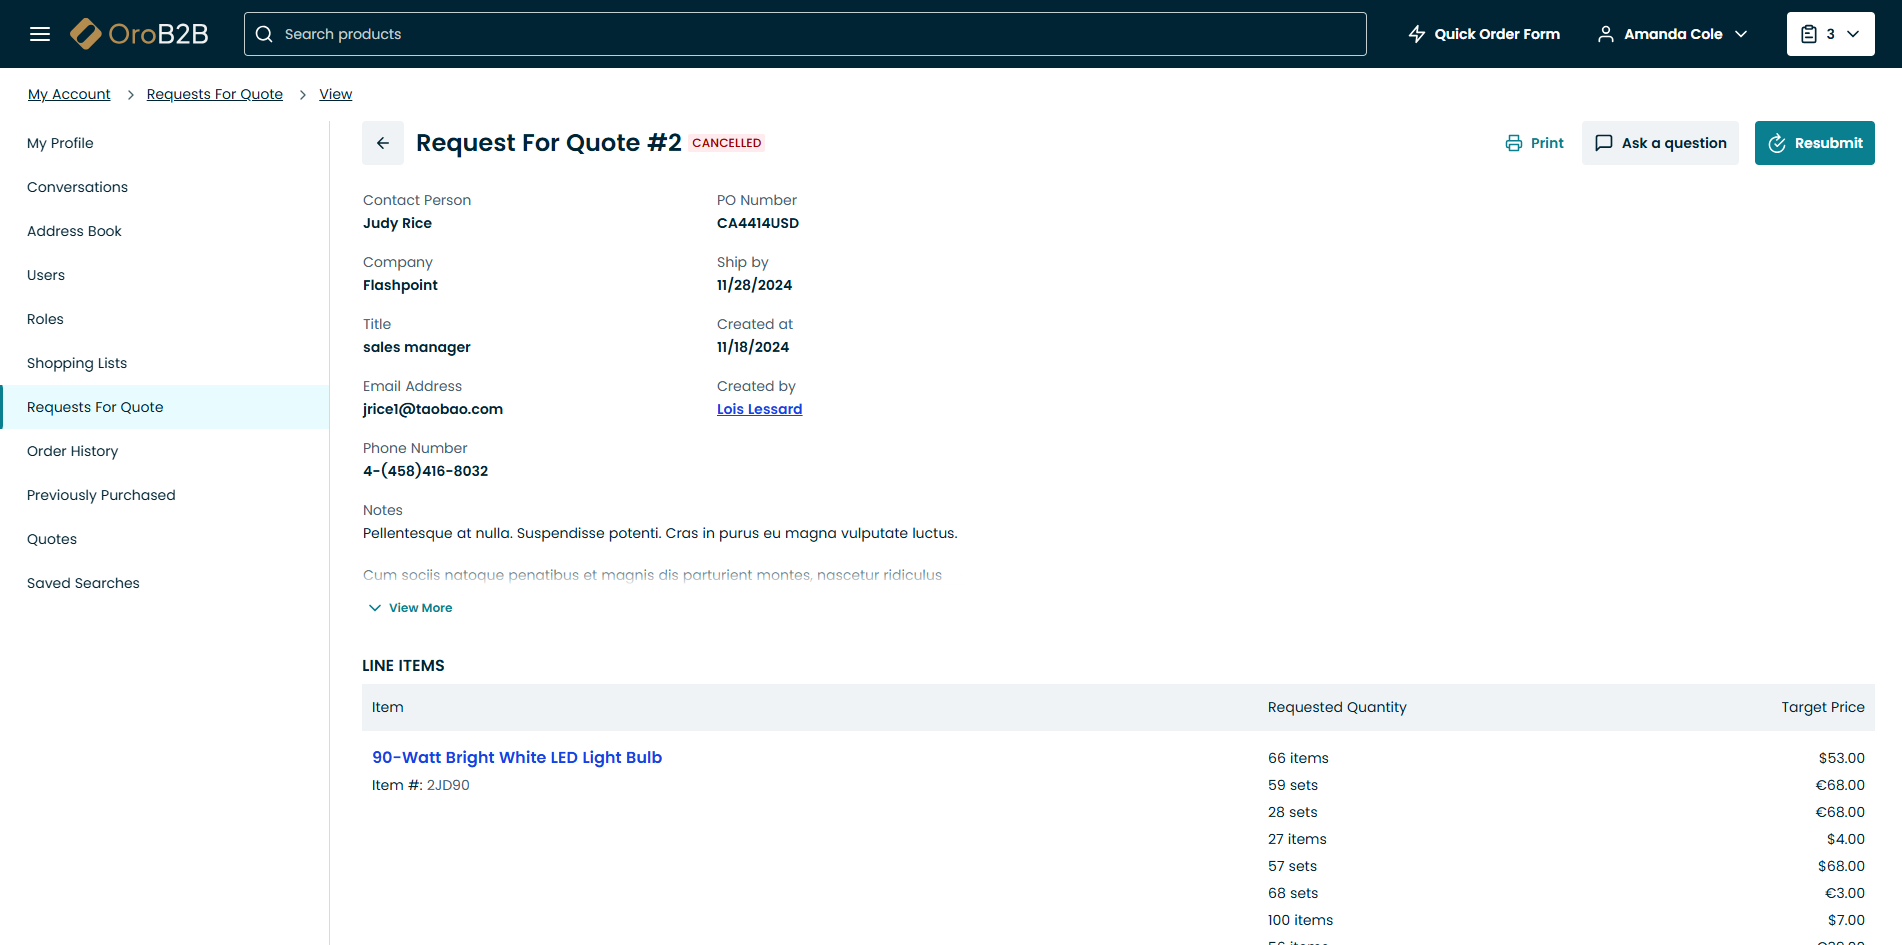 OroB2B
Search products
Quick Order Form
Amanda Cole
3
My Account
Requests For Quote
View
My Profile
Conversations
Address Book
Users
Roles
Shopping Lists
Requests For Quote
Order History
Previously Purchased
Quotes
Saved Searches
Request For Quote #2 CANCELLED
Print
Ask a question
Resubmit
Contact Person
Judy Rice
Company
Flashpoint
Title
sales manager
Email Address
jrice1@taobao.com
Phone Number
4-(458)416-8032
PO Number
CA4414USD
Ship by
11/28/2024
Created at
11/18/2024
Created by
Lois Lessard
Notes
Pellentesque at nulla. Suspendisse potenti. Cras in purus eu magna vulputate luctus.
Cum sociis natoque penatibus et magnis dis parturient montes, nascetur ridiculus
View More
LINE ITEMS
Item Requested Quantity Target Price
90-Watt Bright White LED Light Bulb
Item #: 2JD90
66 items $53.00
59 sets €68.00
28 sets €68.00
27 items $4.00
57 sets $68.00
68 sets €3.00
100 items $7.00